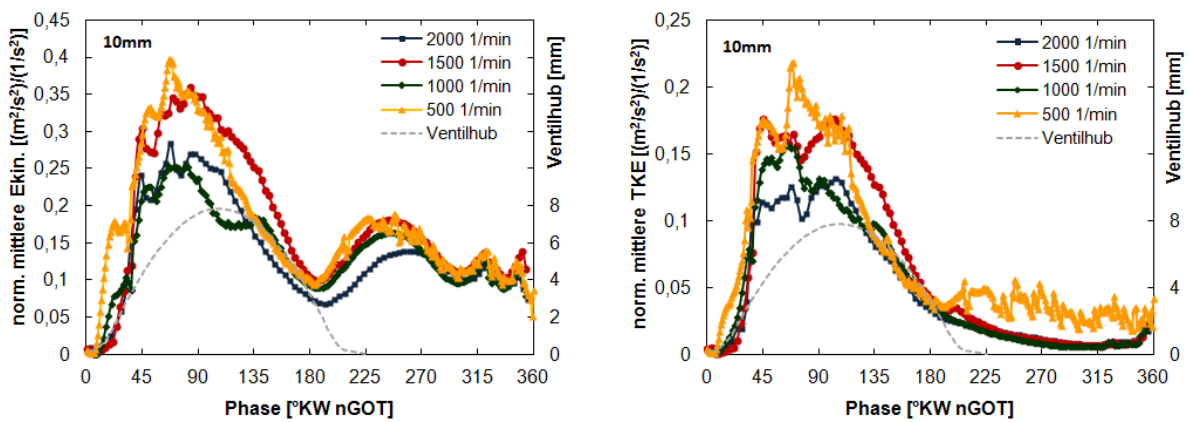 10mm
2000 1/min
1500 1/min
1000 1/min
500 1/min
Ventilhub
norm. mittlere Ekin. [(m²/s²)/(1/s²)]
0,45
0,4
0,35
0,3
0,25
0,2
0,15
0,1
0,05
0
8
7
6
5
4
3
2
1
0
Ventilhub [mm]
0 45 90 135 180 225 270 315 360
Phase [°KW nGOT]
10mm
2000 1/min
1500 1/min
1000 1/min
500 1/min
Ventilhub
norm. mittlere TKE [(m²/s²)/(1/s²)]
0,25
0,2
0,15
0,1
0,05
0
8
4
0
Ventilhub [mm]
0 45 90 135 180 225 270 315 360
Phase [°KW nGOT]